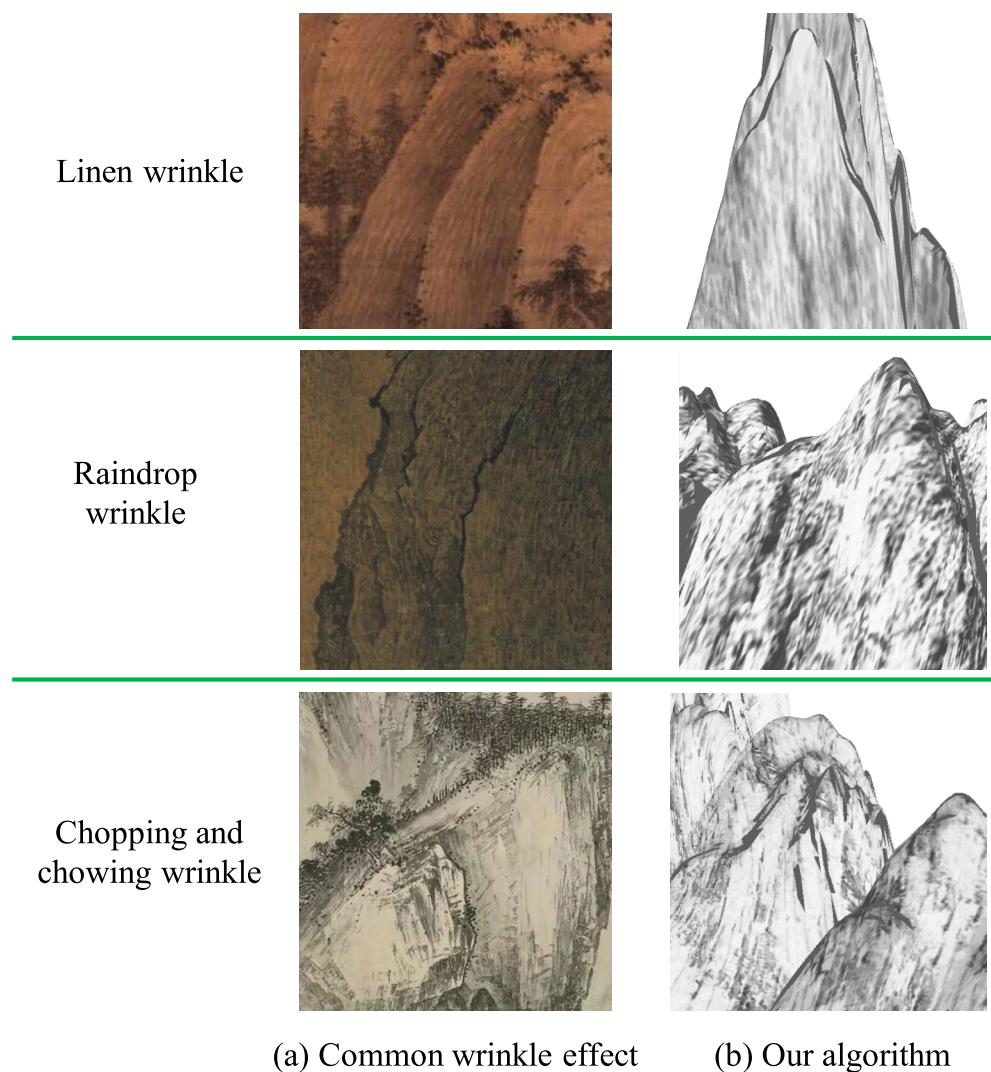 Linen wrinkle
Raindrop
wrinkle
Chopping and
chowing wrinkle
(a) Common wrinkle effect
(b) Our algorithm